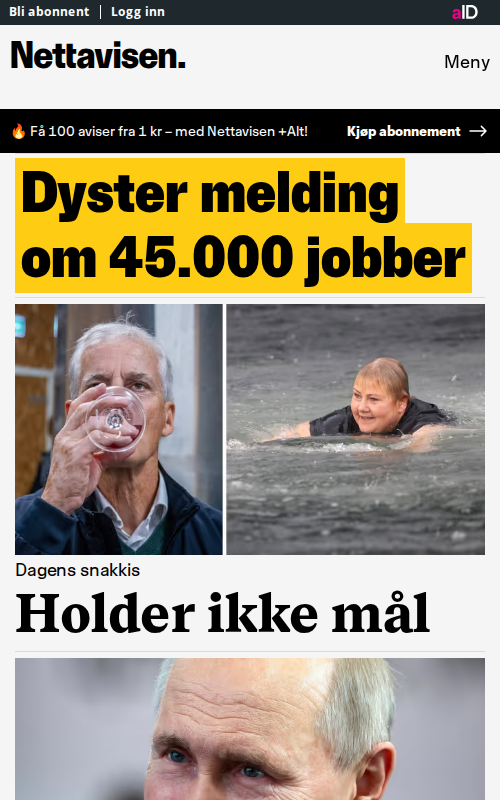 Bli abonnent | Logg inn
aID
Nettavisen.
Meny
🔥 Få 100 aviser fra 1 kr – med Nettavisen +Alt!
Kjøp abonnement →
Dyster melding
om 45.000 jobber
Dagens snakkis
Holder ikke mål